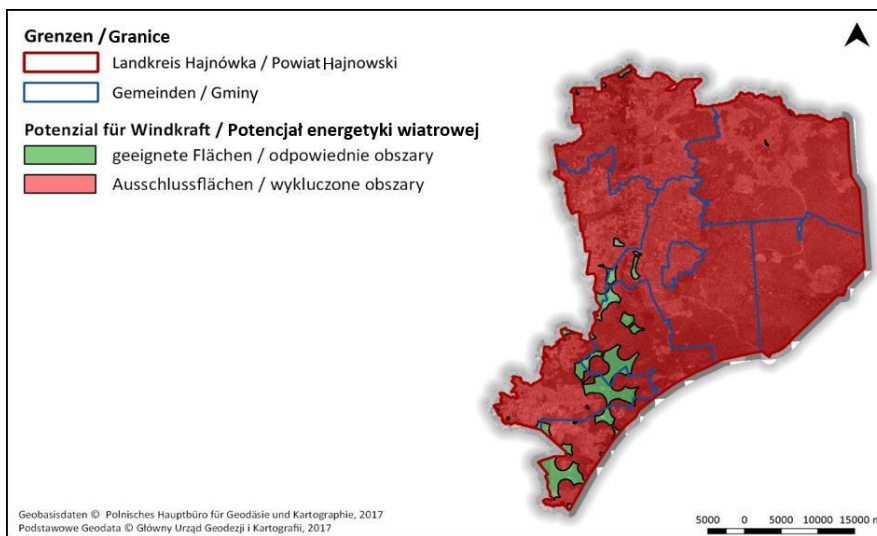 Grenzen / Granice
Landkreis Hajnówka / Powiat Hajnowski
Gemeinden / Gminy
Potenzial für Windkraft / Potencjał energetyki wiatrowej
geeignete Flächen / odpowiednie obszary
Ausschlussflächen / wykluczone obszary
Geobasisdaten © Polnisches Hauptbüro für Geodäsie und Kartographie, 2017
Podstawowe Geodata © Główny Urząd Geodezji i Kartografii, 2017
5000 0 5000 10000 15000 m